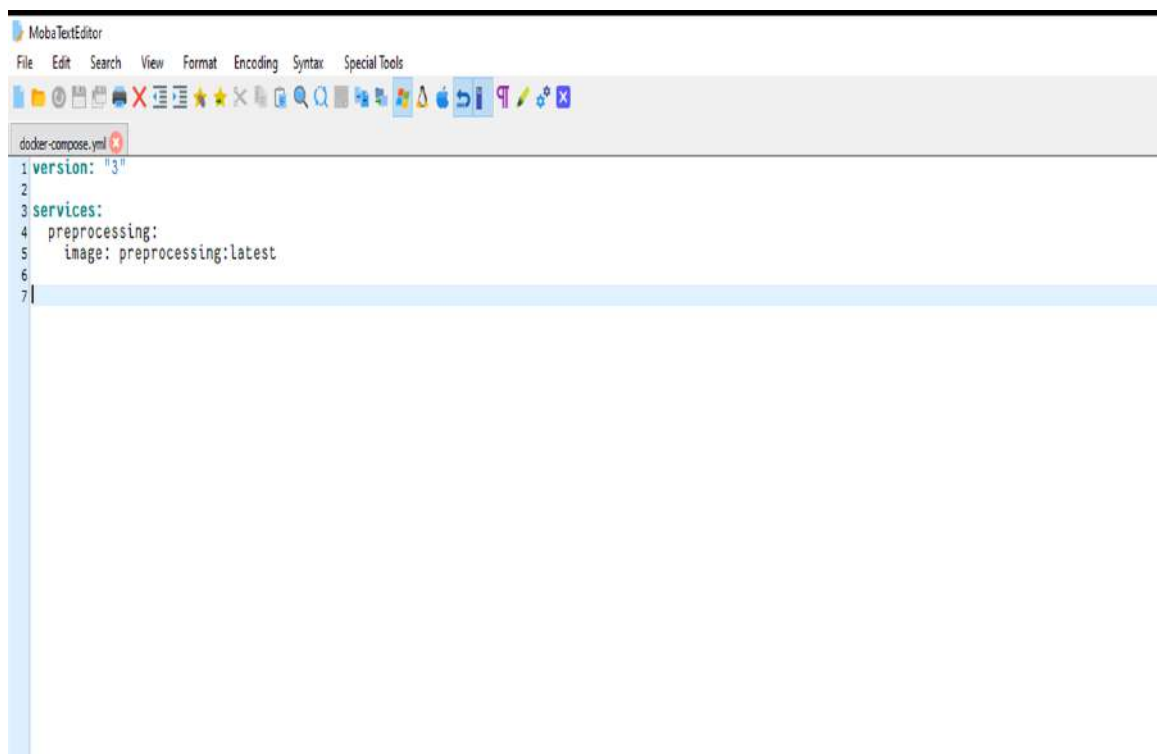 MobaTextEditor
File Edit Search View Format Encoding Syntax Special Tools
docker-compose.yml
1 version: "3"
2
3 services:
4   preprocessing:
5     image: preprocessing:latest
6
7